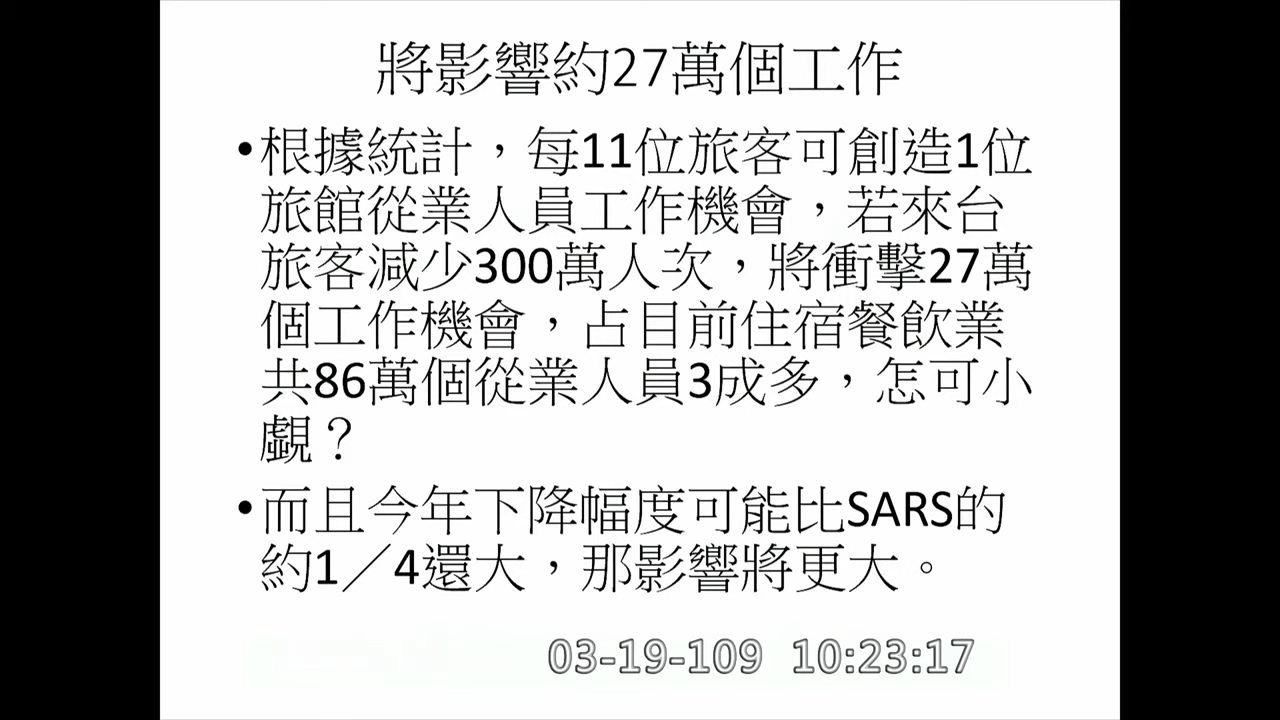 將影響約27萬個工作
•根據統計，每11位旅客可創造1位
旅館從業人員工作機會，若來台
旅客減少300萬人次，將衝擊27萬
個工作機會，占目前住宿餐飲業
共86萬個從業人員3成多，怎可小
覷？
•而且今年下降幅度可能比SARS的
約1／4還大，那影響將更大。
03-19-109 10:23:17